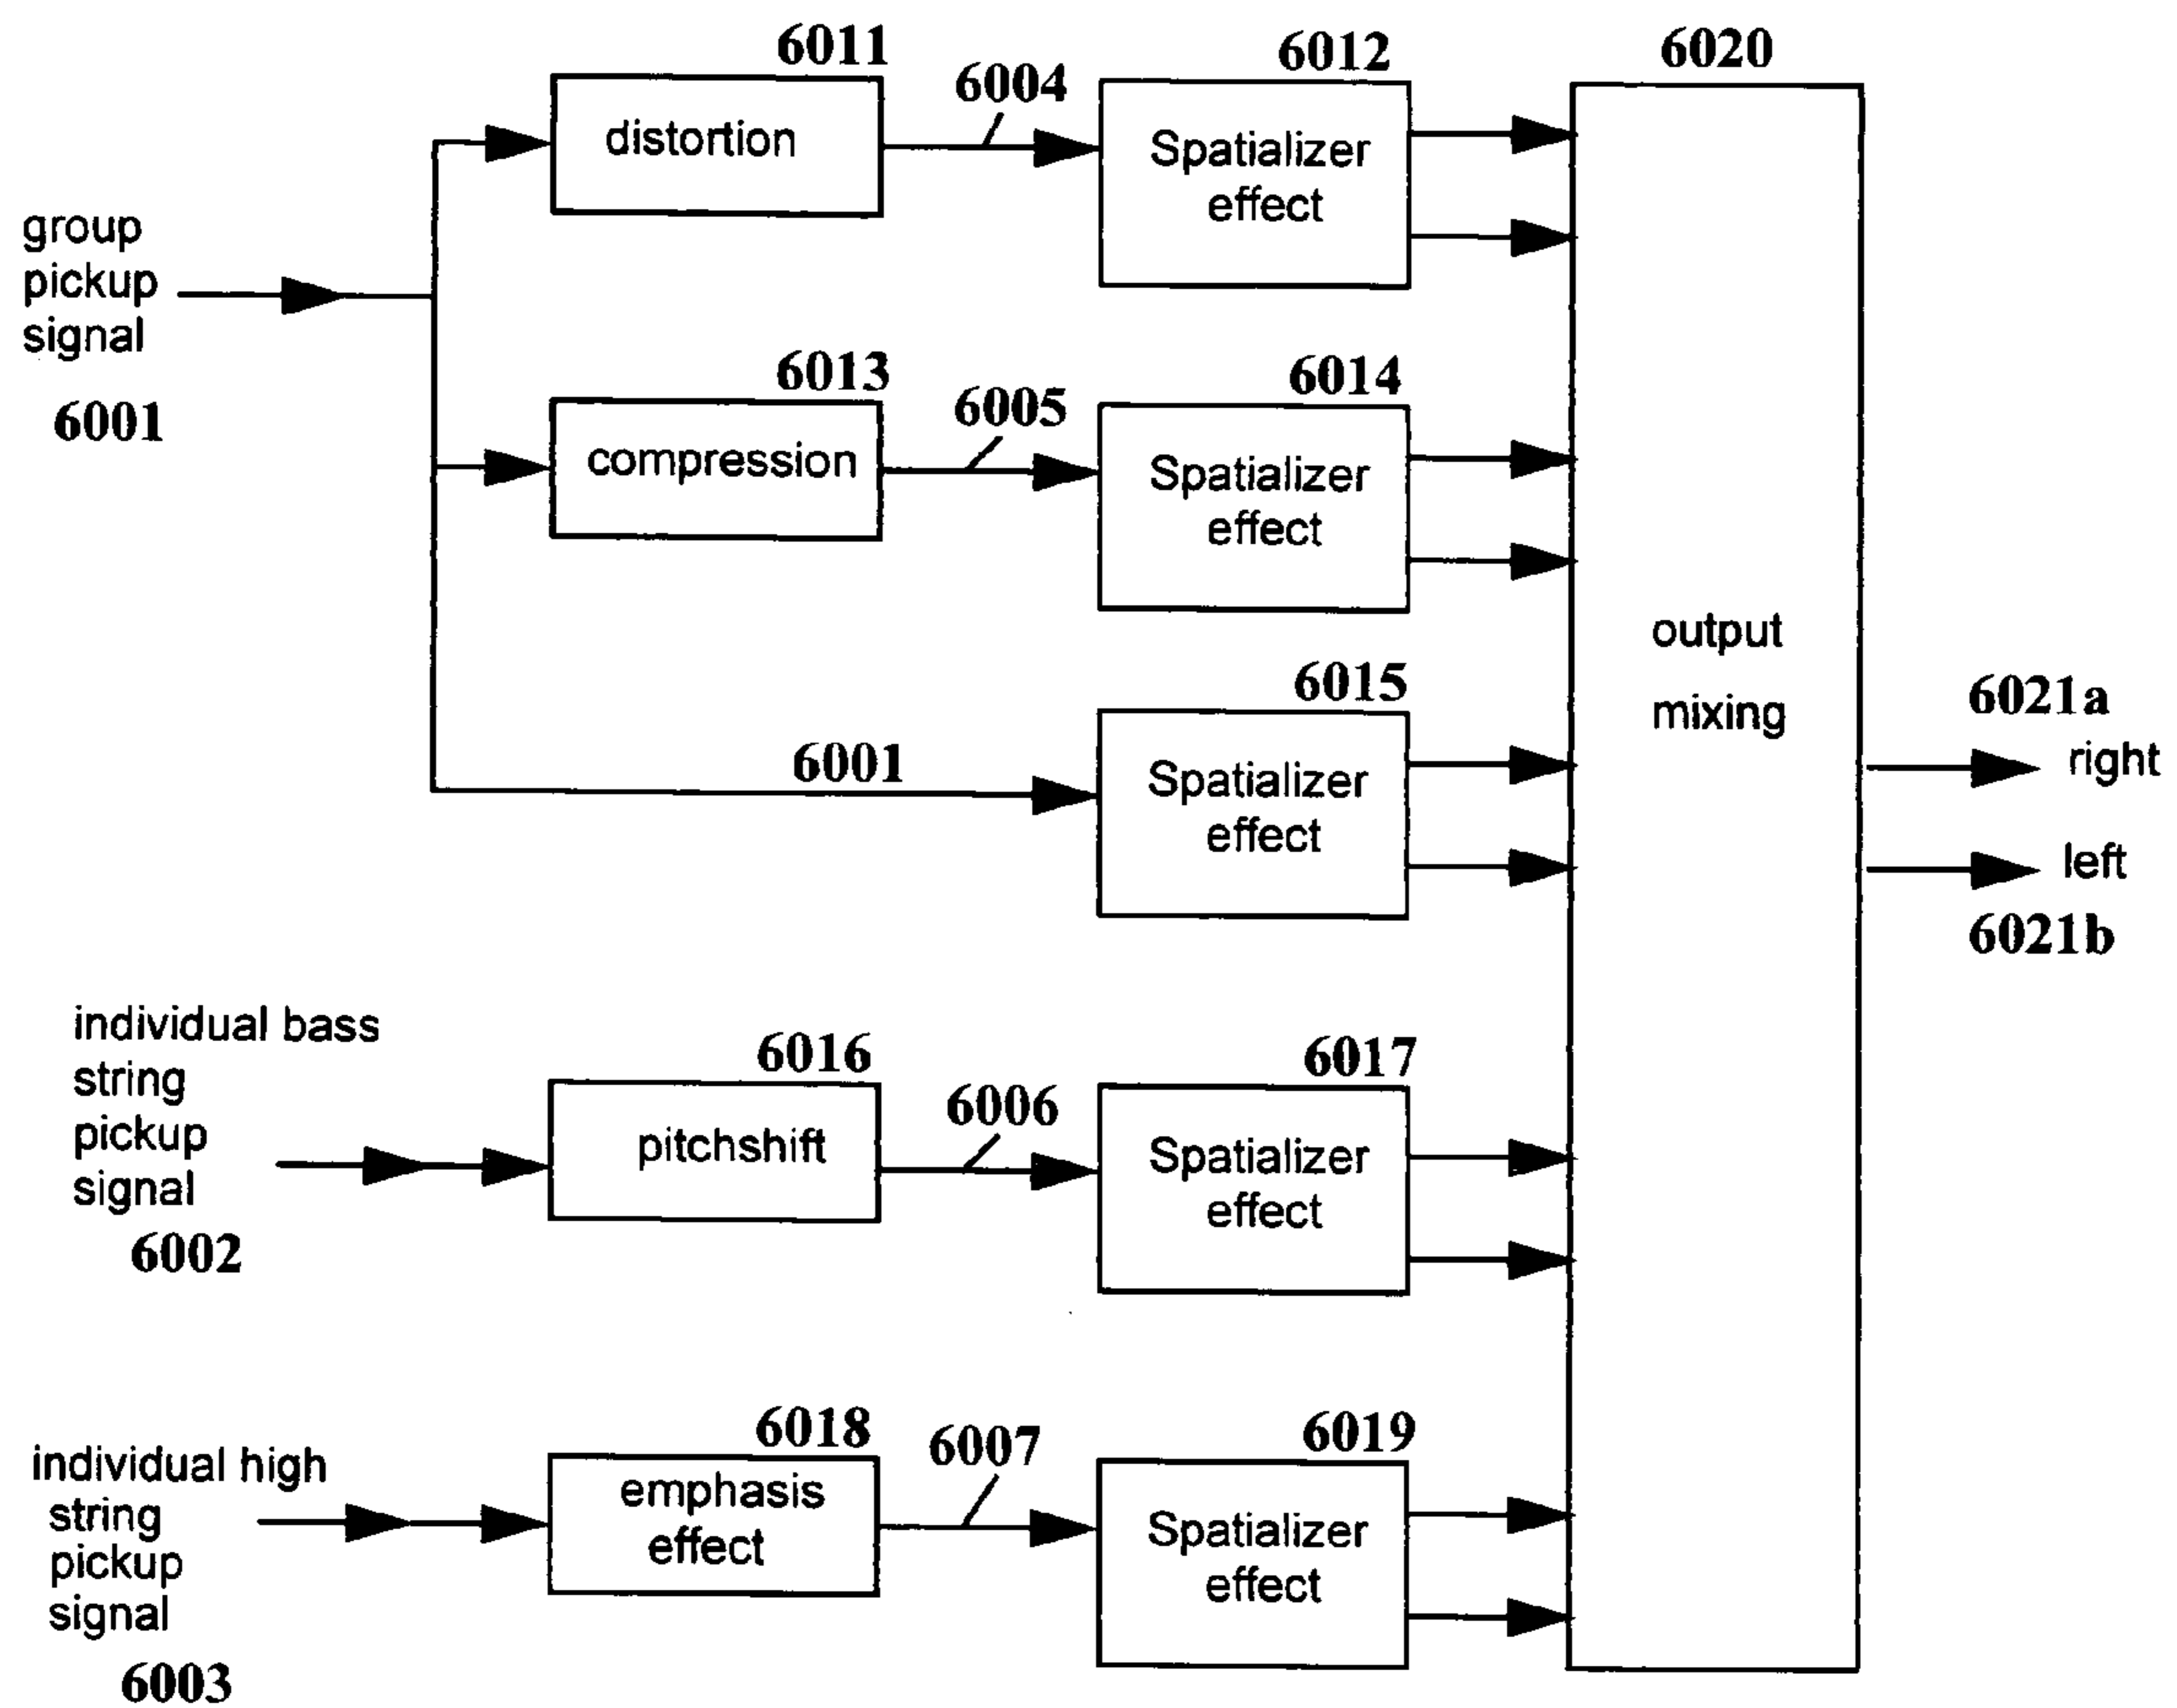 6011
6004
6012
6020
distortion
Spatializer
effect
group
pickup
signal
6001
6013
6005
6014
compression
Spatializer
effect
output
mixing
6015
6001
Spatializer
effect
6021a
right
left
6021b
individual bass
string
pickup
signal
6002
6016
6006
6017
pitchshift
Spatializer
effect
individual high
string
pickup
signal
6003
6018
6007
6019
emphasis
effect
Spatializer
effect